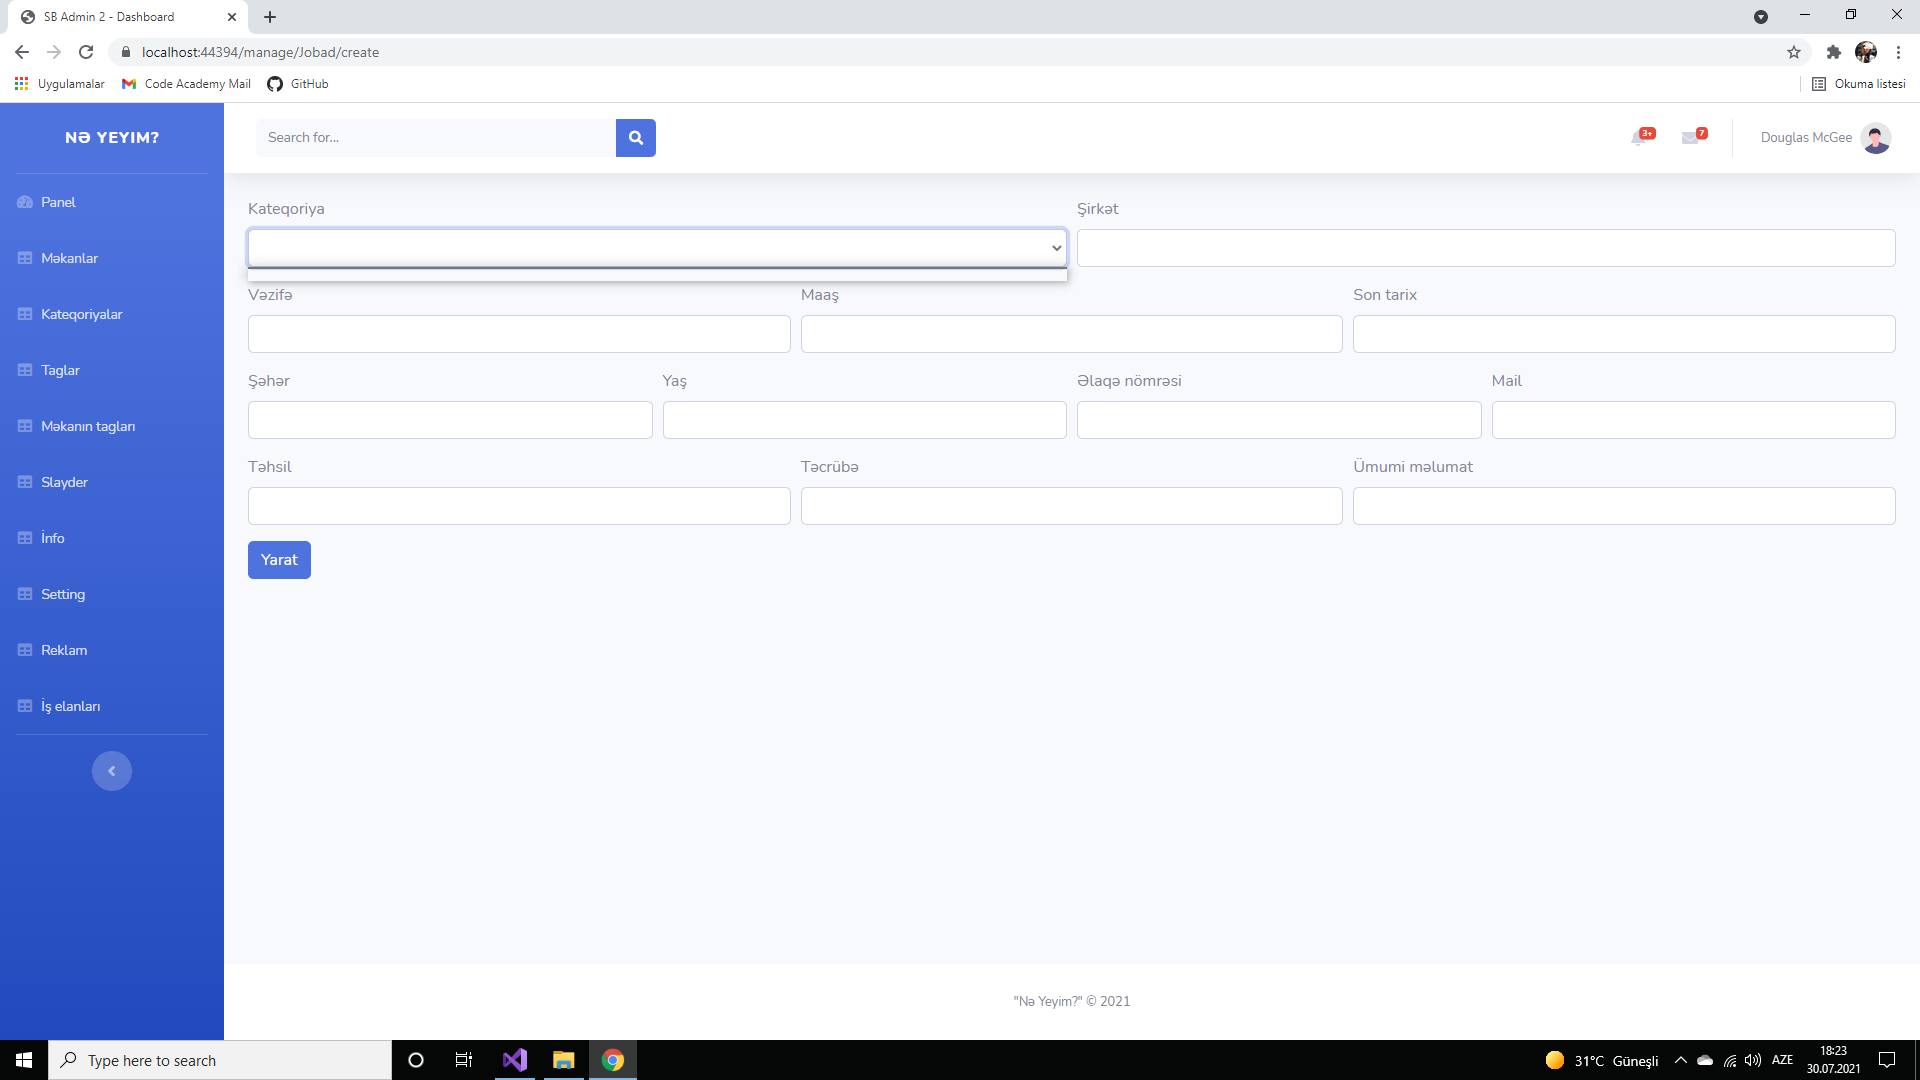 SB Admin 2 - Dashboard
localhost:44394/manage/Jobad/create
Uygulamalar
Code Academy Mail
GitHub
Okuma listesi
NƏ YEYIM?
Search for...
3+
7
Douglas McGee
Panel
Məkanlar
Kateqoriyalar
Taglar
Məkanın tagları
Slayder
İnfo
Setting
Reklam
İş elanları
Kateqoriya
Şirkət
Vəzifə
Maaş
Son tarix
Şəhər
Yaş
Əlaqə nömrəsi
Mail
Təhsil
Təcrübə
Ümumi məlumat
Yarat
"Nə Yeyim?" © 2021
Type here to search
31°C Güneşli
AZE
18:23
30.07.2021